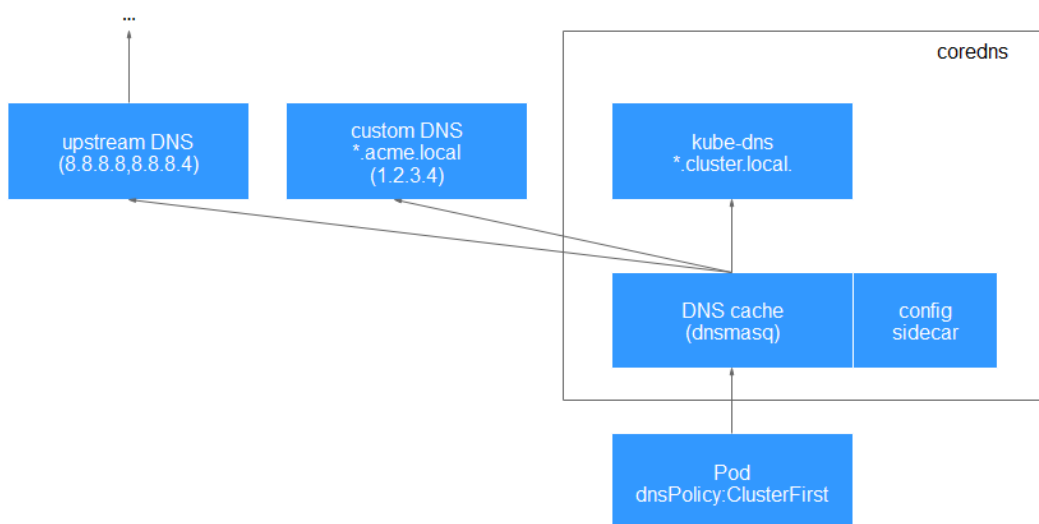 ...
coredns
upstream DNS
(8.8.8.8,8.8.8.4)
custom DNS
*.acme.local
(1.2.3.4)
kube-dns
*.cluster.local.
DNS cache
(dnsmasq)
config
sidecar
Pod
dnsPolicy:ClusterFirst